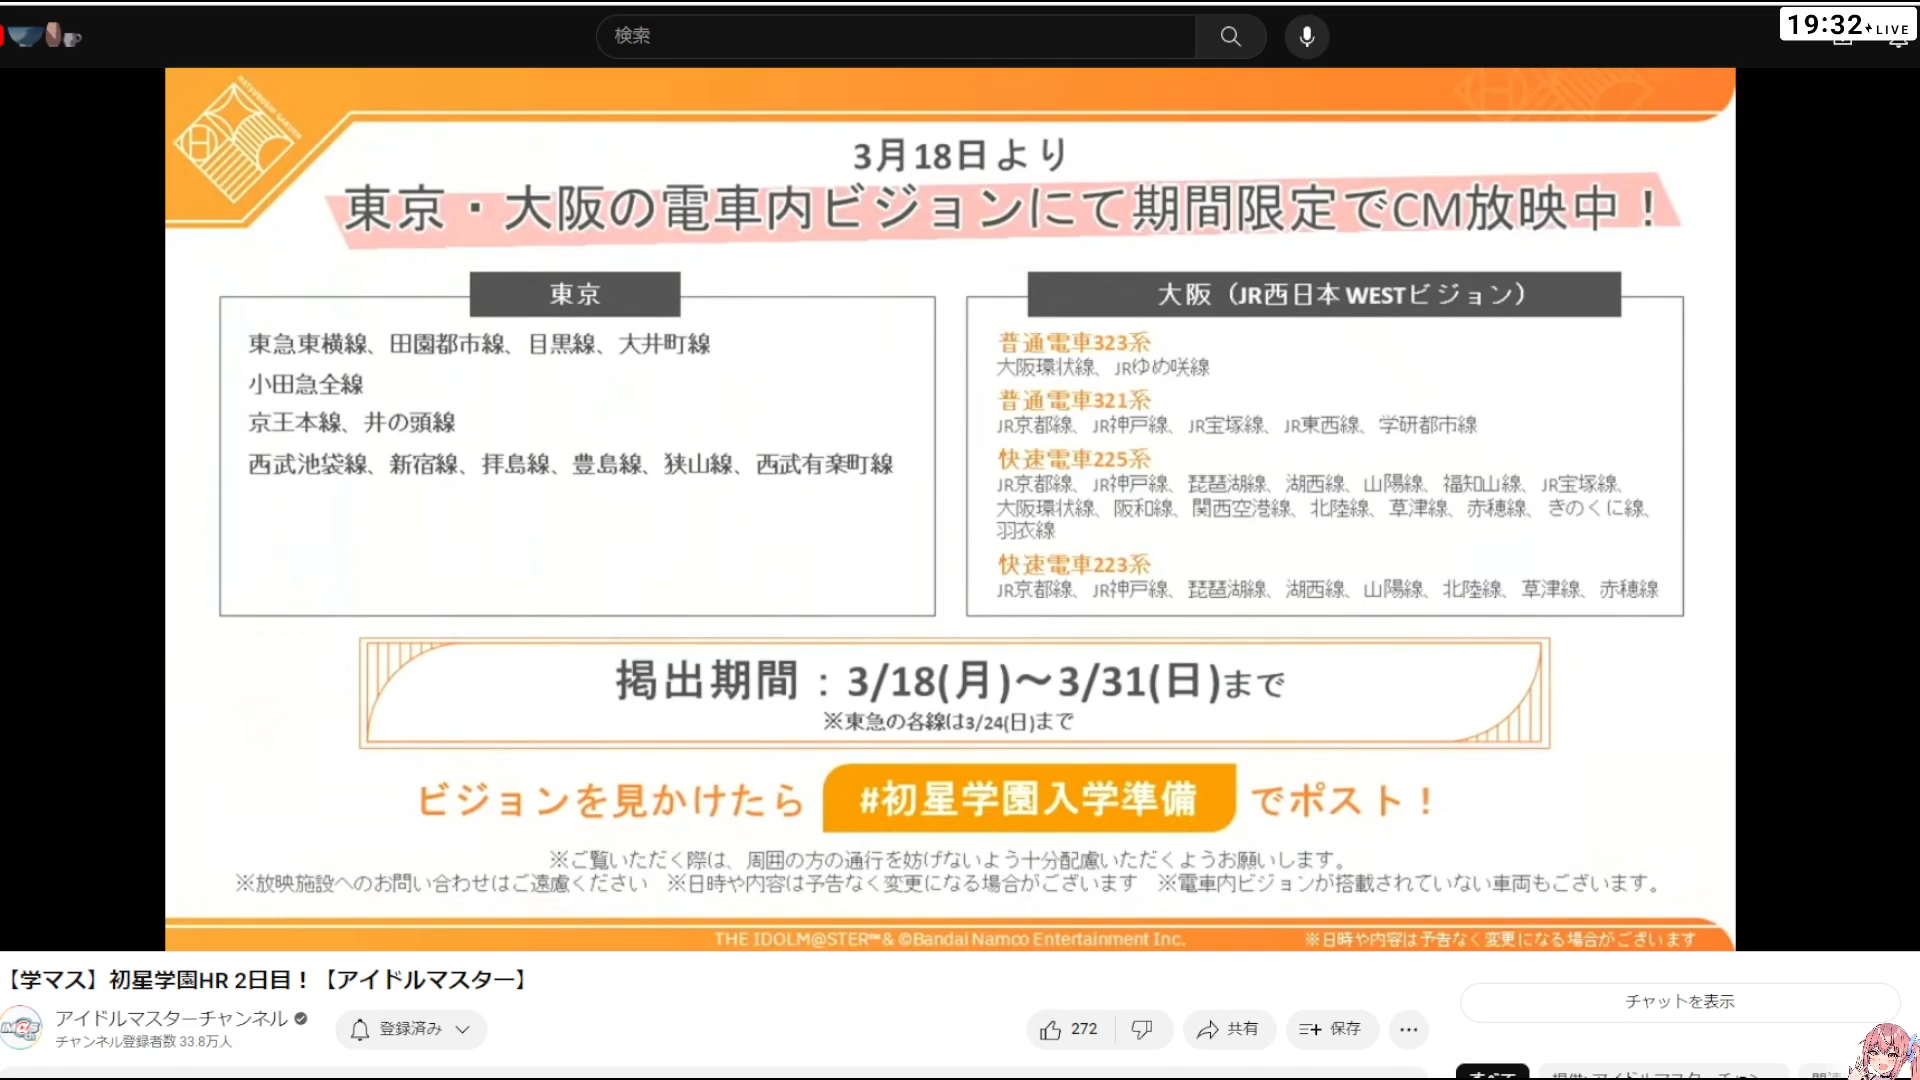 検索
19:32 LIVE
HATSUBOSHI GAKUEN
3月18日より
東京・大阪の電車内ビジョンにて期間限定でCM放映中！
東京
東急東横線、田園都市線、目黒線、大井町線
小田急全線
京王本線、井の頭線
西武池袋線、新宿線、拝島線、豊島線、狭山線、西武有楽町線
大阪（JR西日本 WESTビジョン）
普通電車323系
大阪環状線、JRゆめ咲線
普通電車321系
JR京都線、JR神戸線、JR宝塚線、JR東西線、学研都市線
快速電車225系
JR京都線、JR神戸線、琵琶湖線、湖西線、山陽線、福知山線、JR宝塚線、
大阪環状線、阪和線、関西空港線、北陸線、草津線、赤穂線、きのくに線、
羽衣線
快速電車223系
JR京都線、JR神戸線、琵琶湖線、湖西線、山陽線、北陸線、草津線、赤穂線
掲出期間：3/18(月)～3/31(日)まで
※東急の各線は3/24(日)まで
ビジョンを見かけたら #初星学園入学準備 でポスト！
※ご覧いただく際は、周囲の方の通行を妨げないよう十分配慮いただくようお願いします。
※放映施設へのお問い合わせはご遠慮ください　※日時や内容は予告なく変更になる場合がございます　※電車内ビジョンが搭載されていない車両もございます。
THE IDOLM@STER™& ©Bandai Namco Entertainment Inc.
※日時や内容は予告なく変更になる場合がございます
【学マス】初星学園HR 2日目！【アイドルマスター】
アイドルマスターチャンネル
チャンネル登録者数 33.8万人
登録済み
272
共有
保存
チャットを表示
すべて